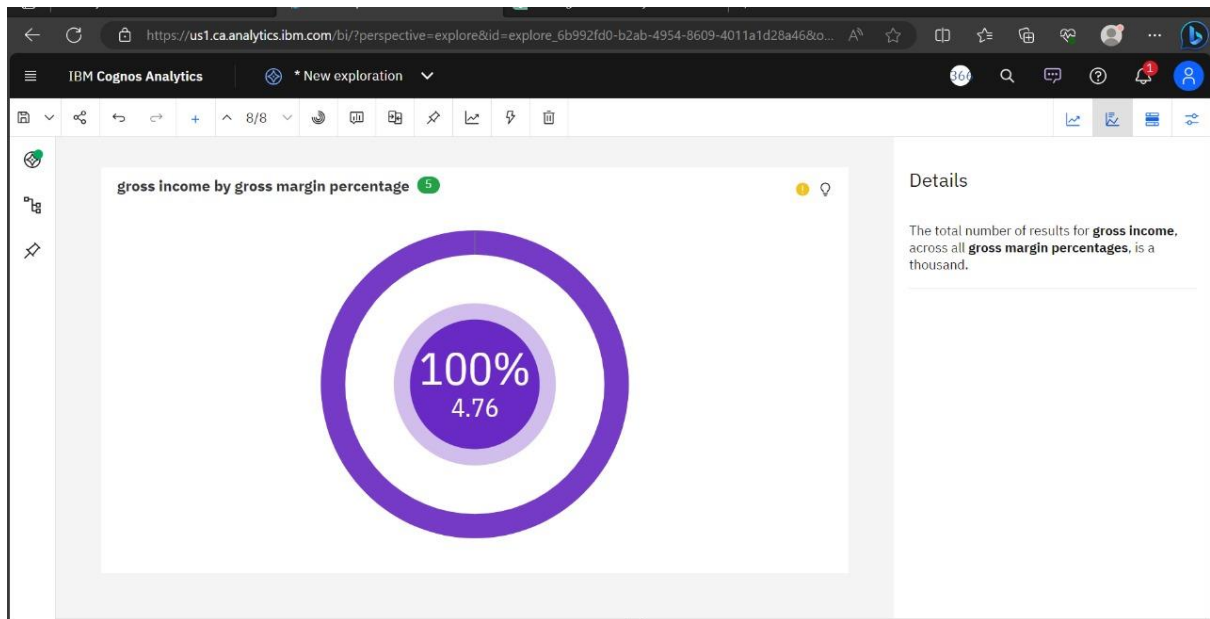 https://us1.ca.analytics.ibm.com/bi/?perspective=explore&id=explore_6b992fd0-b2ab-4954-8609-4011a1d28a46&o...
IBM Cognos Analytics
* New exploration
366
1
8/8
gross income by gross margin percentage 5
100%
4.76
Details
The total number of results for gross income,
across all gross margin percentages, is a
thousand.